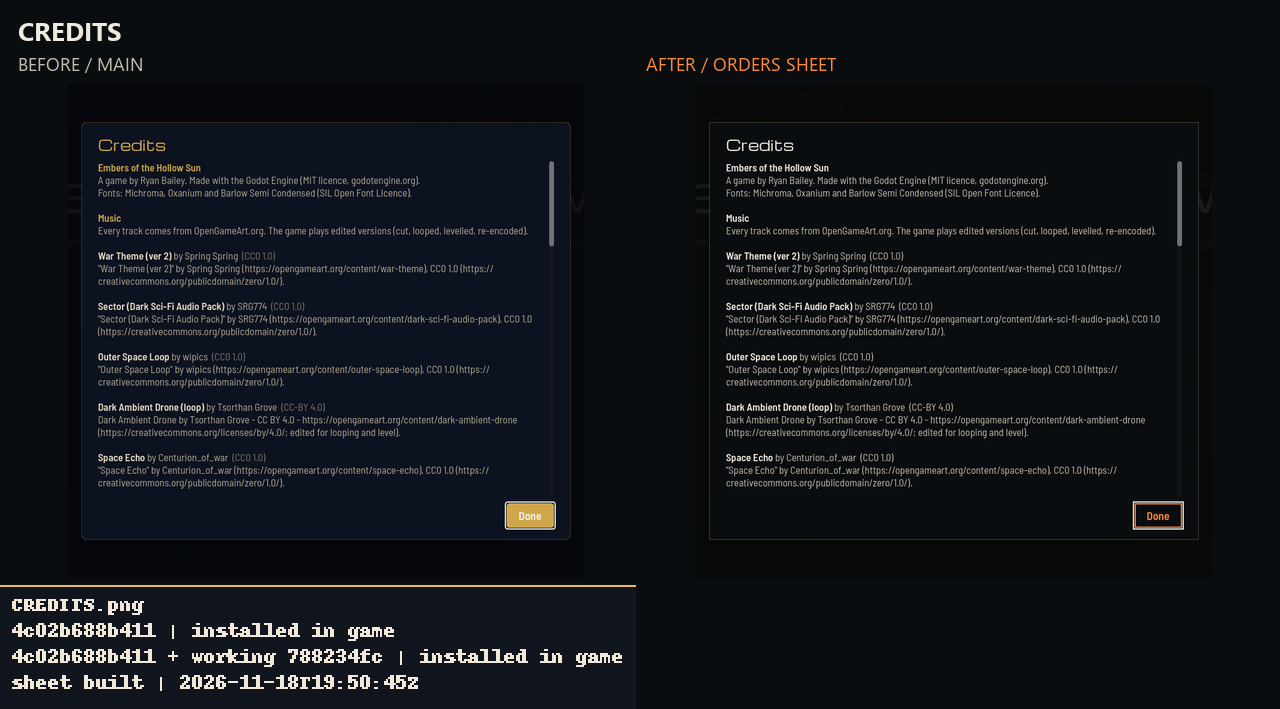 CREDITS
BEFORE / MAIN
Credits
Embers of the Hollow Sun
A game by Ryan Bailey. Made with the Godot Engine (MIT licence, godotengine.org).
Fonts: Michroma, Oxanium and Barlow Semi Condensed (SIL Open Font Licence).
Music
Every track comes from OpenGameArt.org. The game plays edited versions (cut, looped, levelled, re-encoded).
War Theme (ver 2) by Spring Spring (CC0 1.0)
"War Theme (ver 2)" by Spring Spring (https://opengameart.org/content/war-theme), CC0 1.0 (https://
creativecommons.org/publicdomain/zero/1.0/).
Sector (Dark Sci-Fi Audio Pack) by SRG774 (CC0 1.0)
"Sector (Dark Sci-Fi Audio Pack)" by SRG774 (https://opengameart.org/content/dark-sci-fi-audio-pack), CC0 1.0
(https://creativecommons.org/publicdomain/zero/1.0/).
Outer Space Loop by wipics (CC0 1.0)
"Outer Space Loop" by wipics (https://opengameart.org/content/outer-space-loop), CC0 1.0 (https://
creativecommons.org/publicdomain/zero/1.0/).
Dark Ambient Drone (loop) by Tsorthan Grove (CC-BY 4.0)
Dark Ambient Drone by Tsorthan Grove - CC BY 4.0 - https://opengameart.org/content/dark-ambient-drone
(https://creativecommons.org/licenses/by/4.0/; edited for looping and level).
Space Echo by Centurion_of_war (CC0 1.0)
"Space Echo" by Centurion_of_war (https://opengameart.org/content/space-echo), CC0 1.0 (https://
creativecommons.org/publicdomain/zero/1.0/).
Done
AFTER / ORDERS SHEET
Credits
Embers of the Hollow Sun
A game by Ryan Bailey. Made with the Godot Engine (MIT licence, godotengine.org).
Fonts: Michroma, Oxanium and Barlow Semi Condensed (SIL Open Font Licence).
Music
Every track comes from OpenGameArt.org. The game plays edited versions (cut, looped, levelled, re-encoded).
War Theme (ver 2) by Spring Spring (CC0 1.0)
"War Theme (ver 2)" by Spring Spring (https://opengameart.org/content/war-theme), CC0 1.0 (https://
creativecommons.org/publicdomain/zero/1.0/).
Sector (Dark Sci-Fi Audio Pack) by SRG774 (CC0 1.0)
"Sector (Dark Sci-Fi Audio Pack)" by SRG774 (https://opengameart.org/content/dark-sci-fi-audio-pack), CC0 1.0
(https://creativecommons.org/publicdomain/zero/1.0/).
Outer Space Loop by wipics (CC0 1.0)
"Outer Space Loop" by wipics (https://opengameart.org/content/outer-space-loop), CC0 1.0 (https://
creativecommons.org/publicdomain/zero/1.0/).
Dark Ambient Drone (loop) by Tsorthan Grove (CC-BY 4.0)
Dark Ambient Drone by Tsorthan Grove - CC BY 4.0 - https://opengameart.org/content/dark-ambient-drone
(https://creativecommons.org/licenses/by/4.0/; edited for looping and level).
Space Echo by Centurion_of_war (CC0 1.0)
"Space Echo" by Centurion_of_war (https://opengameart.org/content/space-echo), CC0 1.0 (https://
creativecommons.org/publicdomain/zero/1.0/).
Done
CREDITS.png
4c02b688b411 | installed in game
4c02b688b411 + working 788234fc | installed in game
sheet built | 2026-11-18T19:50:45Z